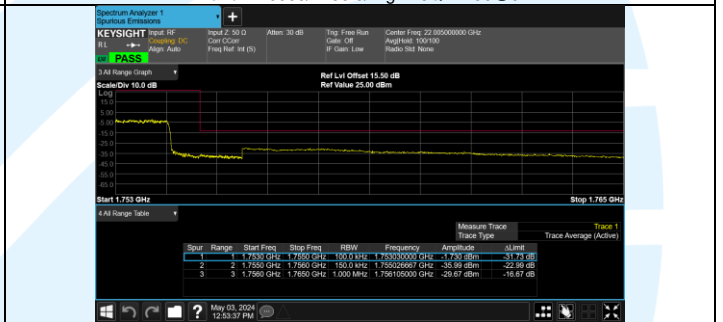 Spectrum Analyzer 1
Spurious Emissions
+
KEYSIGHT Input: RF Input Z: 50 Ω Atten: 30 dB Trig: Free Run Center Freq: 22.005000000 GHz
RL Coupling: DC Corr CCorr Gate: Off Avg|Hold: 100/100
Align: Auto Freq Ref: Int (S) IF Gain: Low Radio Std: None
PASS
3 All Range Graph
Ref Lvl Offset 15.50 dB
Scale/Div 10.0 dB Ref Value 25.00 dBm
Log
15.0
5.00
-5.00
-15.0
-25.0
-35.0
-45.0
-55.0
-65.0
Start 1.753 GHz Stop 1.765 GHz
4 All Range Table
Measure Trace Trace 1
Trace Type Trace Average (Active)
Spur Range Start Freq Stop Freq RBW Frequency Amplitude ΔLimit
1 1 1.7530 GHz 1.7550 GHz 100.0 kHz 1.753030000 GHz -1.730 dBm -31.73 dB
2 2 1.7550 GHz 1.7560 GHz 150.0 kHz 1.755026667 GHz -35.99 dBm -22.99 dB
3 3 1.7560 GHz 1.7650 GHz 1.000 MHz 1.756105000 GHz -29.67 dBm -16.67 dB
? May 03, 2024
12:53:37 PM